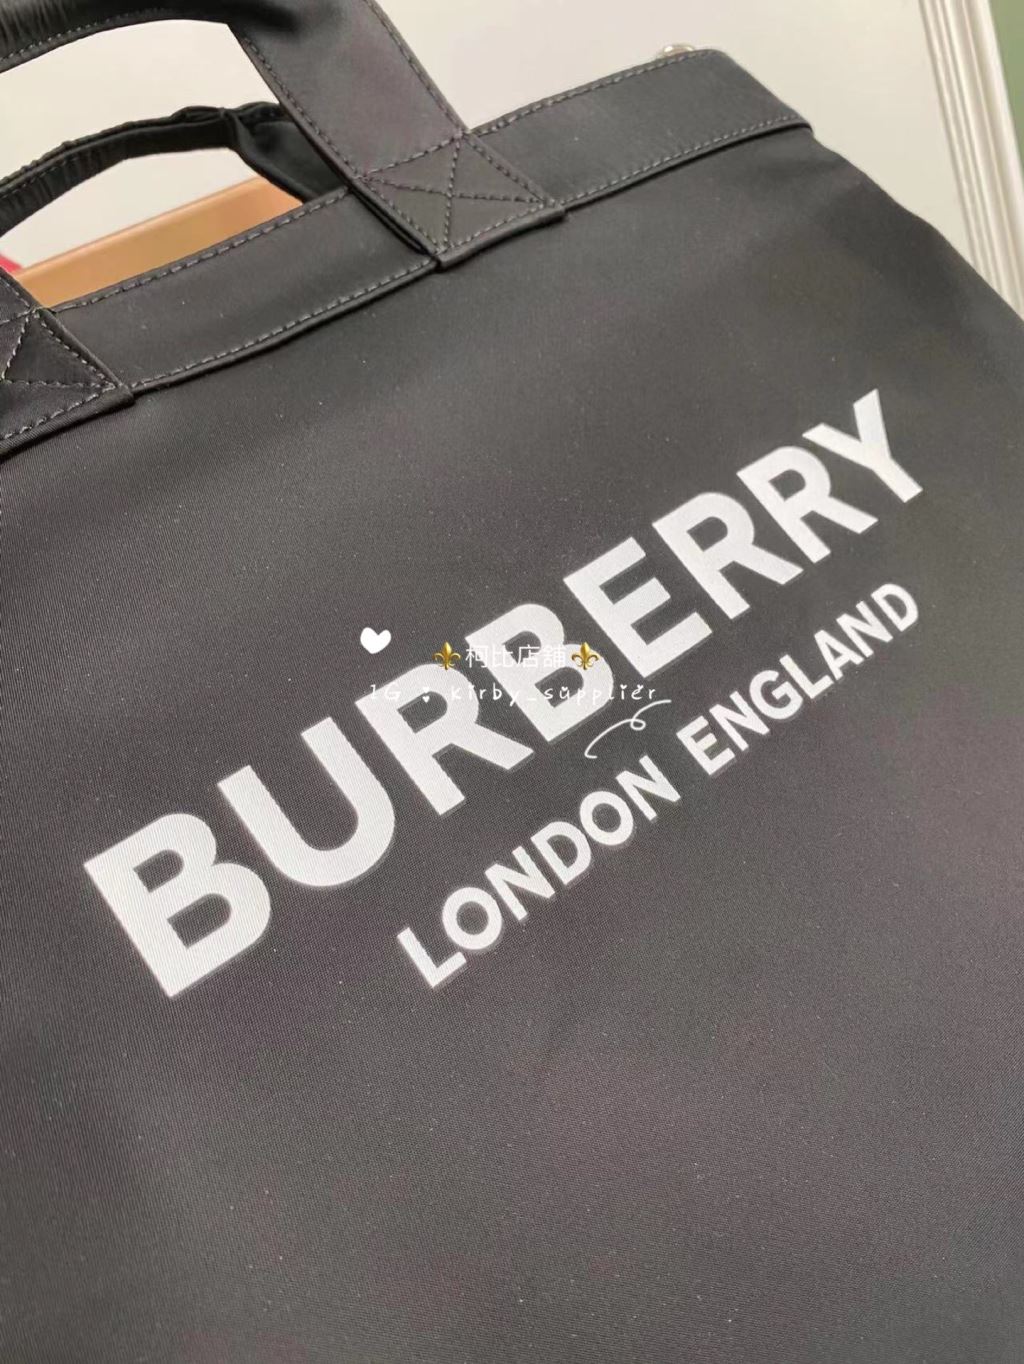 BURBERRY
LONDON ENGLAND
⚜️柯比店舖⚜️
IG : kirby_supplier